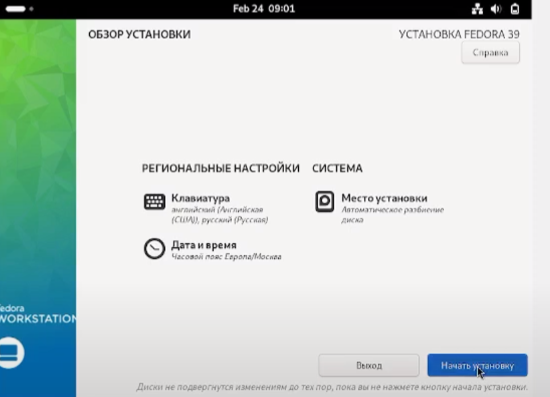 Feb 24 09:01
ОБЗОР УСТАНОВКИ
УСТАНОВКА FEDORA 39
Справка
РЕГИОНАЛЬНЫЕ НАСТРОЙКИ
СИСТЕМА
Клавиатура
английский (Английская
(США)), русский (Русская)
Место установки
Автоматическое разбиение
диска
Дата и время
Часовой пояс Европа/Москва
fedora
WORKSTATION
Выход
Начать установку
Диски не подвергнутся изменениям до тех пор, пока вы не нажмете кнопку начала установки.